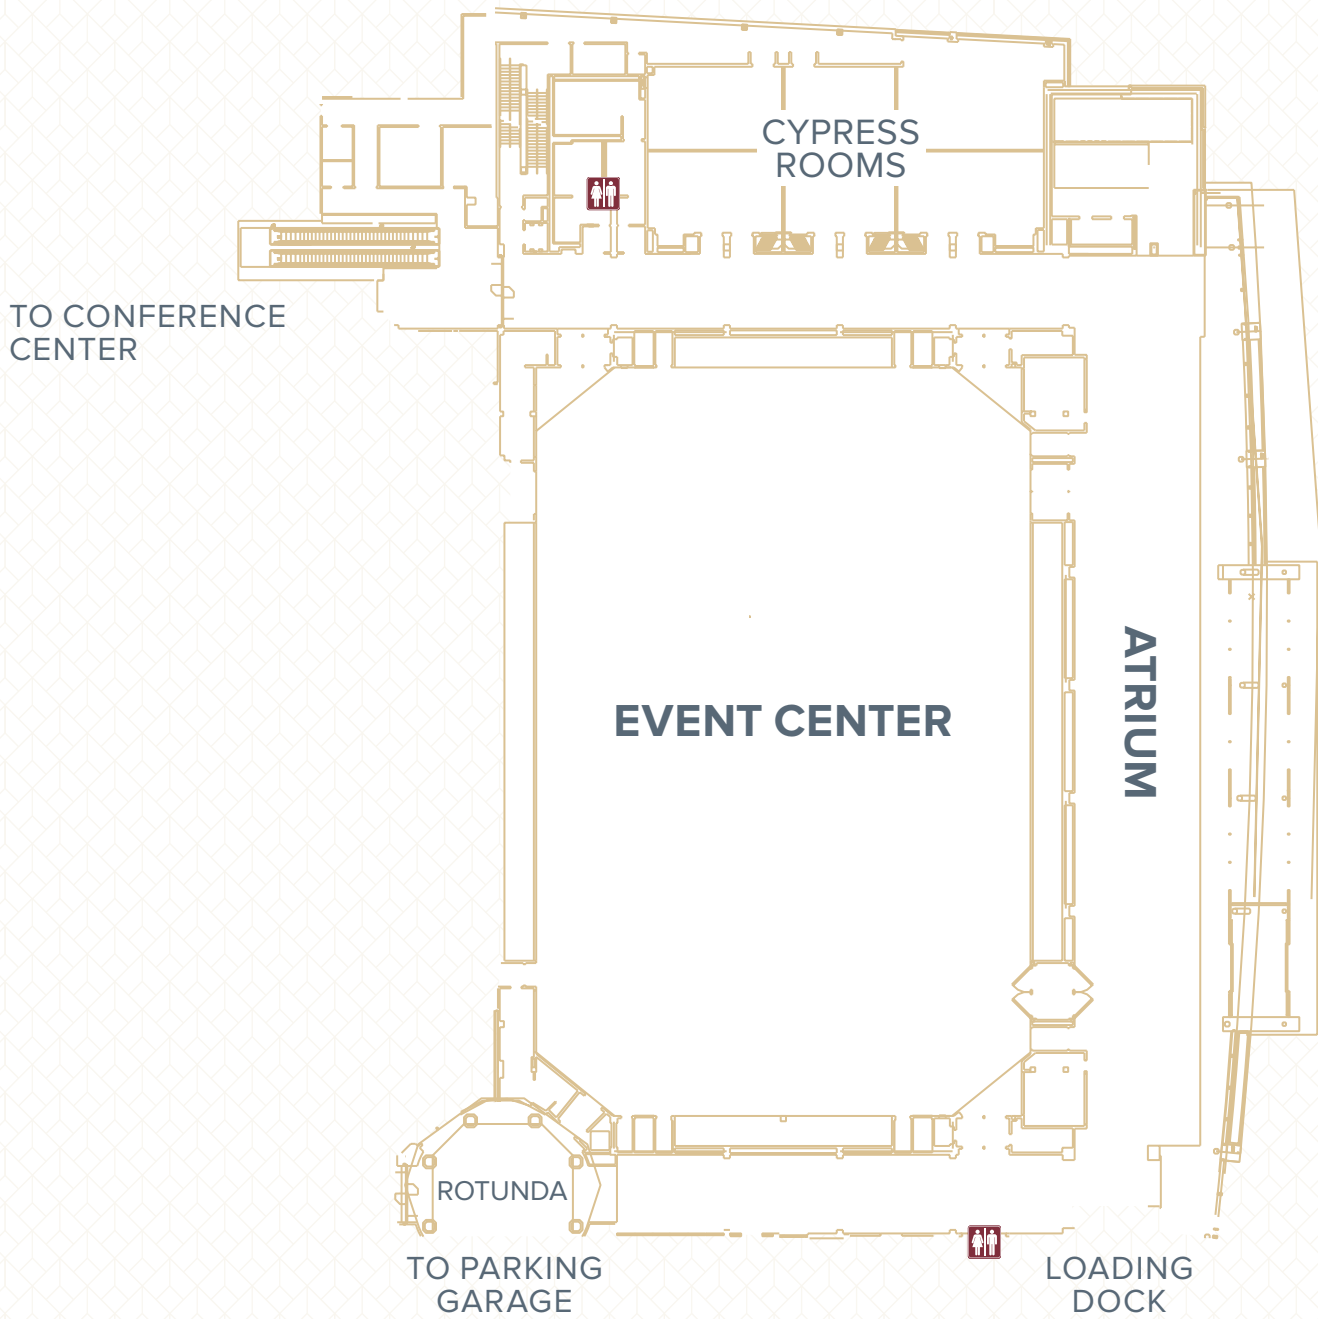 CYPRESS
ROOMS
TO CONFERENCE
CENTER
ATRIUM
EVENT CENTER
ROTUNDA
TO PARKING
GARAGE
LOADING
DOCK